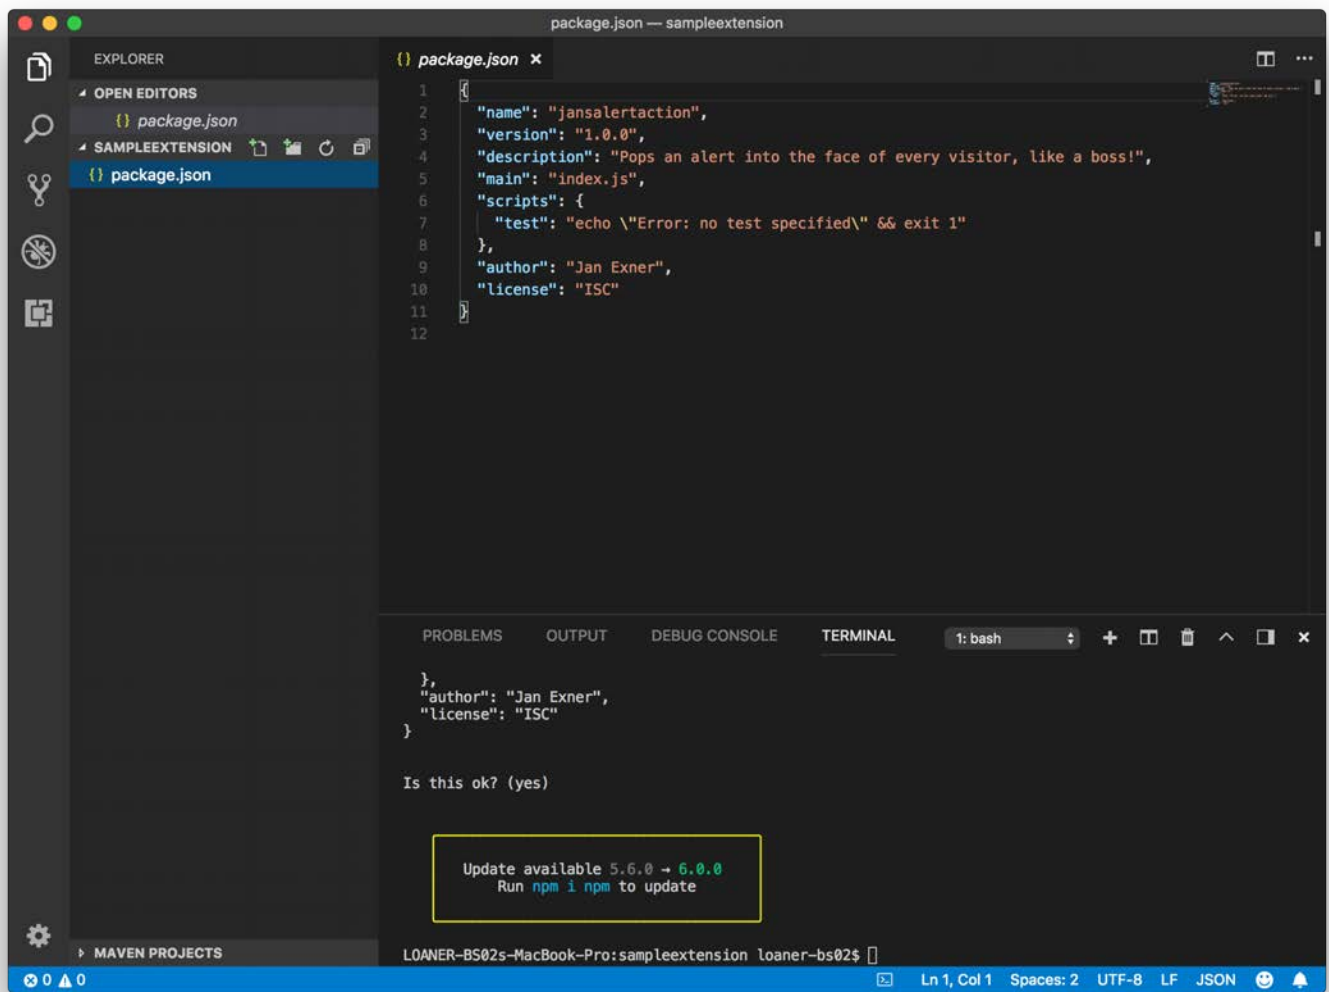 package.json — sampleextension
EXPLORER
OPEN EDITORS
{} package.json
SAMPLEEXTENSION
{} package.json
MAVEN PROJECTS
{} package.json ×
1 {
2 "name": "jansalertaction",
3 "version": "1.0.0",
4 "description": "Pops an alert into the face of every visitor, like a boss!",
5 "main": "index.js",
6 "scripts": {
7 "test": "echo \"Error: no test specified\" && exit 1"
8 },
9 "author": "Jan Exner",
10 "license": "ISC"
11 }
12
PROBLEMS OUTPUT DEBUG CONSOLE TERMINAL 1: bash
},
"author": "Jan Exner",
"license": "ISC"
}
Is this ok? (yes)
Update available 5.6.0 → 6.0.0
Run npm i npm to update
LOANER-BS02s-MacBook-Pro:sampleextension loaner-bs02$
0 0 Ln 1, Col 1 Spaces: 2 UTF-8 LF JSON